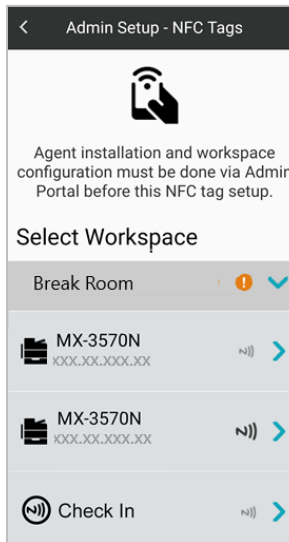 Admin Setup - NFC Tags
Agent installation and workspace
configuration must be done via Admin
Portal before this NFC tag setup.
Select Workspace
Break Room
MX-3570N
XXX.XX.XXX.XX
MX-3570N
XXX.XX.XXX.XX
Check In